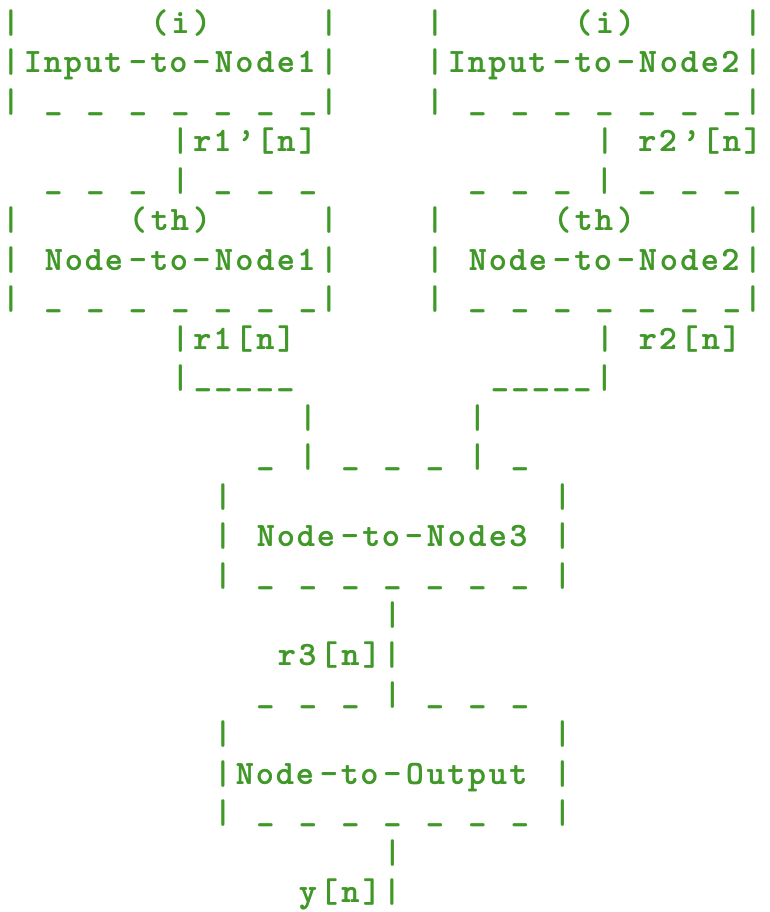 (i) (i)
Input-to-Node1 Input-to-Node2
r1'[n] r2'[n]
(th) (th)
Node-to-Node1 Node-to-Node2
r1[n] r2[n]
Node-to-Node3
r3[n]
Node-to-Output
y[n]